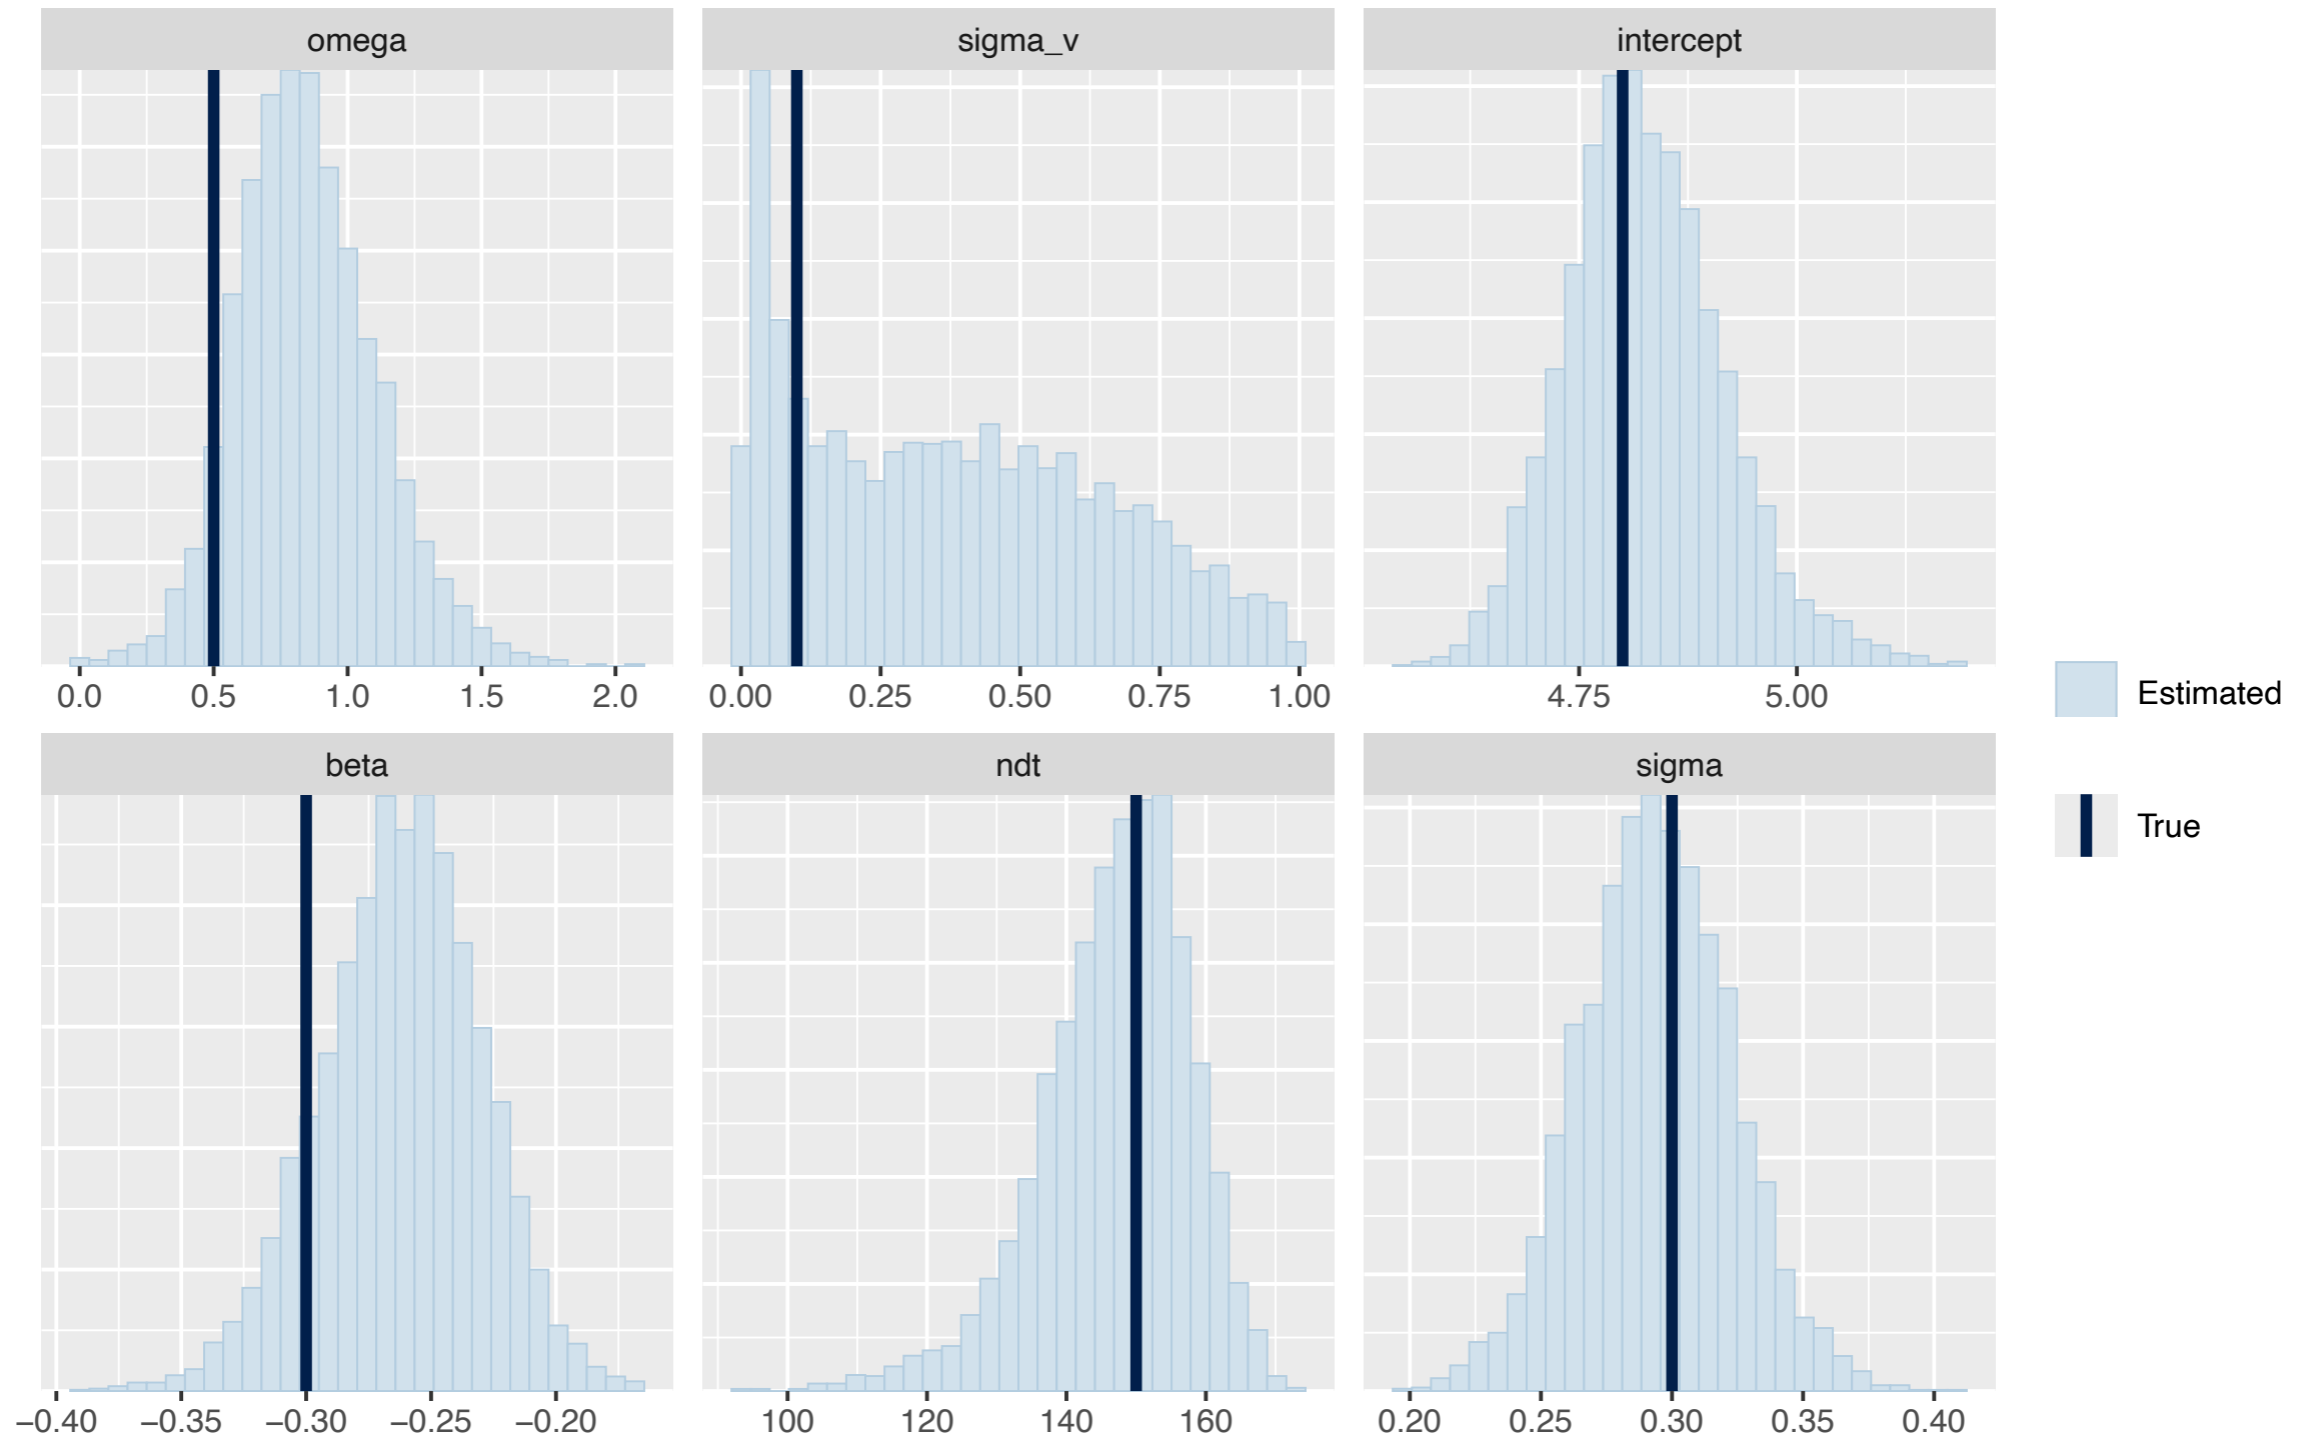 omega sigma_v intercept
0.0 0.5 1.0 1.5 2.0 0.00 0.25 0.50 0.75 1.00 4.75 5.00
Estimated
beta ndt sigma
True
−0.40 −0.35 −0.30 −0.25 −0.20 100 120 140 160 0.20 0.25 0.30 0.35 0.40